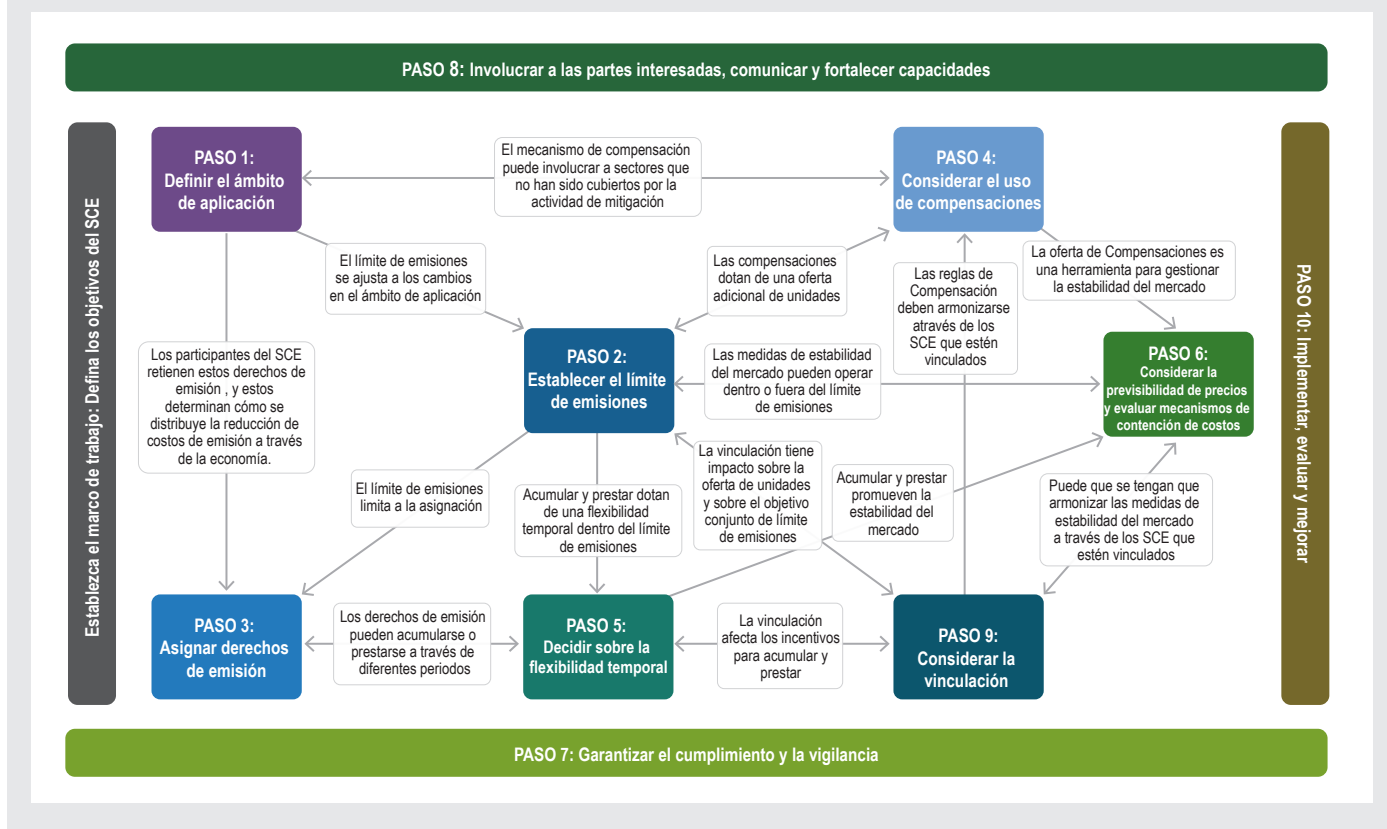 PASO 8: Involucrar a las partes interesadas, comunicar y fortalecer capacidades
Establezca el marco de trabajo: Defina los objetivos del SCE
PASO 1:
Definir el ámbito
de aplicación
El mecanismo de compensación
puede involucrar a sectores que
no han sido cubiertos por la
actividad de mitigación
PASO 4:
Considerar el uso
de compensaciones
PASO 10: Implementar, evaluar y mejorar
El límite de emisiones
se ajusta a los cambios
en el ámbito de aplicación
Las compensaciones
dotan de una oferta
adicional de unidades
Las reglas de
Compensación
deben armonizarse
através de los
SCE que estén
vinculados
La oferta de Compensaciones es
una herramienta para gestionar
la estabilidad del mercado
Los participantes del SCE
retienen estos derechos de
emisión , y estos
determinan cómo se
distribuye la reducción de
costos de emisión a través
de la economía.
PASO 2:
Establecer el límite
de emisiones
Las medidas de estabilidad
del mercado pueden operar
dentro o fuera del límite
de emisiones
PASO 6:
Considerar la
previsibilidad de precios
y evaluar mecanismos de
contención de costos
El límite de emisiones
limita a la asignación
Acumular y prestar dotan
de una flexibilidad
temporal dentro del límite
de emisiones
La vinculación tiene
impacto sobre la
oferta de unidades
y sobre el objetivo
conjunto de límite
de emisiones
Acumular y prestar
promueven la
estabilidad del
mercado
Puede que se tengan que
armonizar las medidas de
estabilidad del mercado
a través de los SCE que
estén vinculados
PASO 3:
Asignar derechos
de emisión
Los derechos de emisión
pueden acumularse o
prestarse a través de
diferentes periodos
PASO 5:
Decidir sobre la
flexibilidad temporal
La vinculación
afecta los incentivos
para acumular y
prestar
PASO 9:
Considerar la
vinculación
PASO 7: Garantizar el cumplimiento y la vigilancia